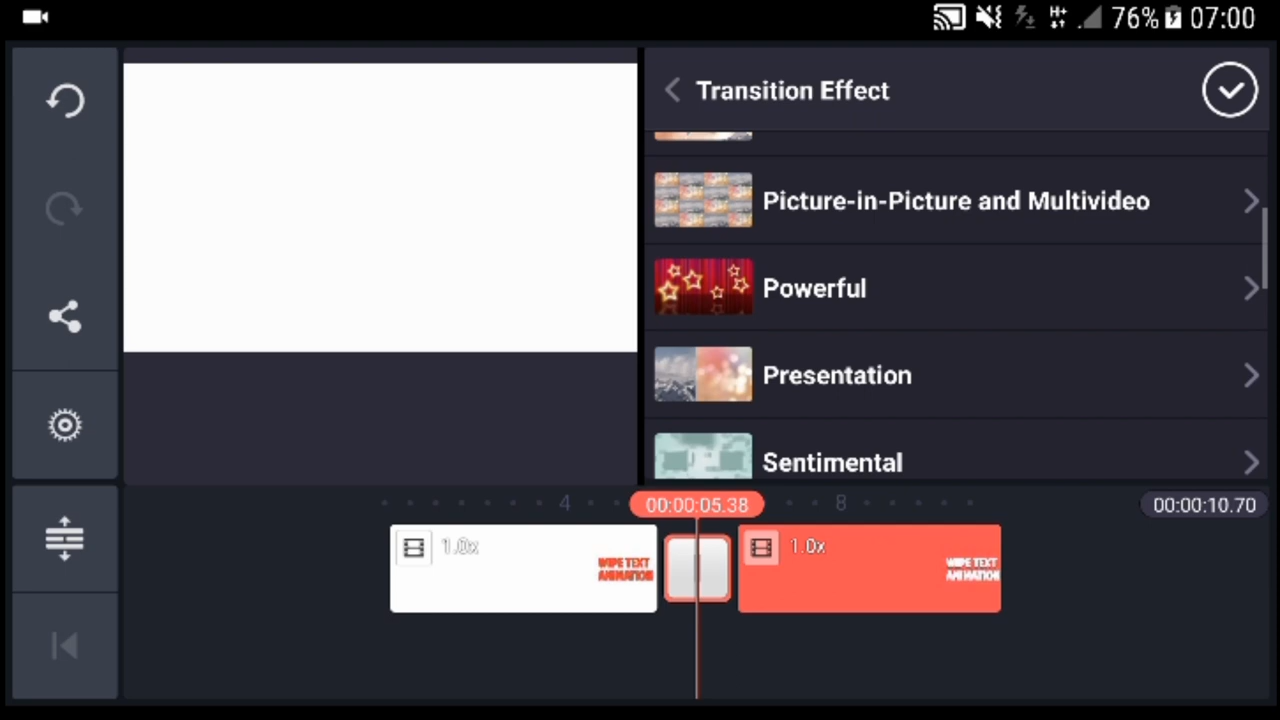 76% 07:00
Transition Effect
Picture-in-Picture and Multivideo
Powerful
Presentation
Sentimental
4
00:00:05.38
8
00:00:10.70
1.0x
WIPE TEXT
ANIMATION
1.0x
WIPE TEXT
ANIMATION